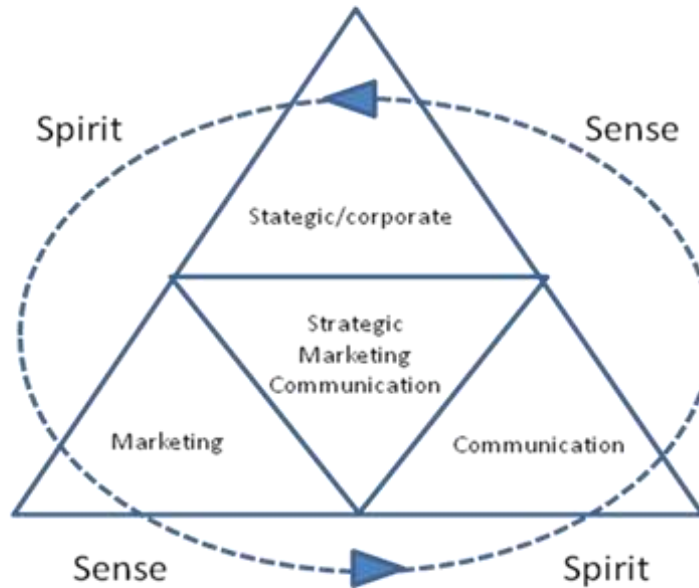 Spirit
Sense
Stategic/corporate
Strategic
Marketing
Communication
Marketing
Communication
Sense
Spirit